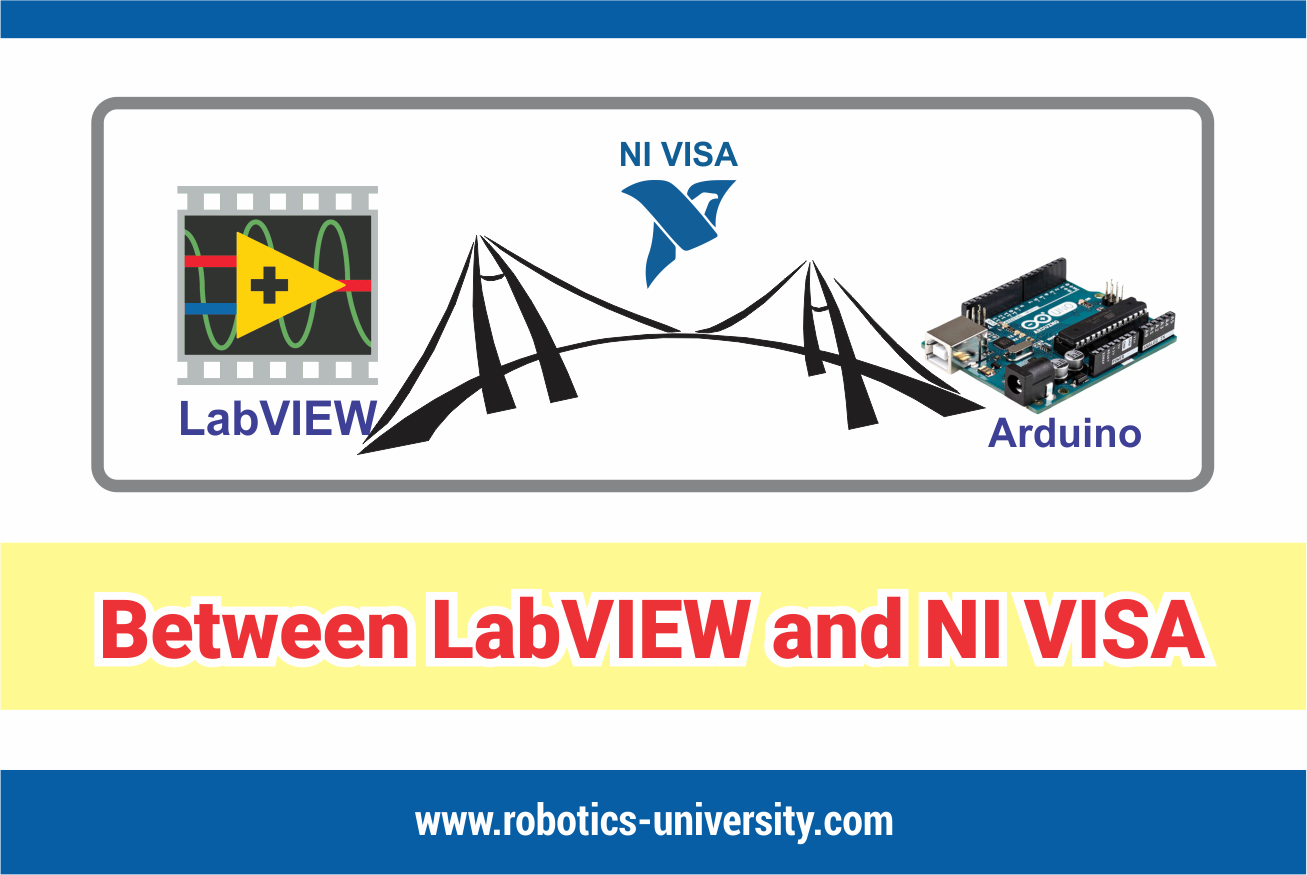 NI VISA
LabVIEW
Arduino
Between LabVIEW and NI VISA
www.robotics-university.com